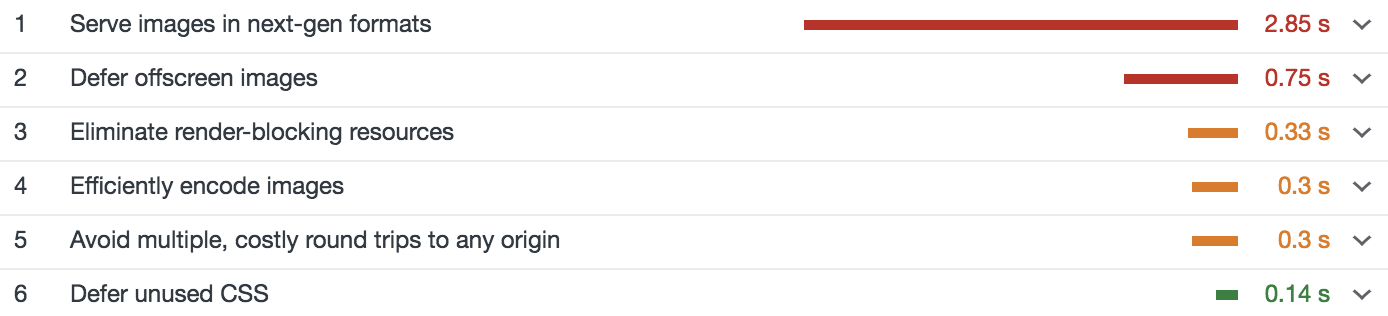 1 Serve images in next-gen formats 2.85 s
2 Defer offscreen images 0.75 s
3 Eliminate render-blocking resources 0.33 s
4 Efficiently encode images 0.3 s
5 Avoid multiple, costly round trips to any origin 0.3 s
6 Defer unused CSS 0.14 s